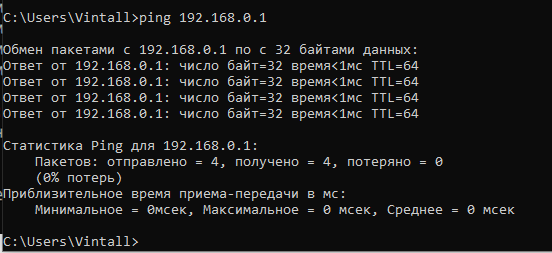 C:\Users\Vintall>ping 192.168.0.1
Обмен пакетами с 192.168.0.1 по с 32 байтами данных:
Ответ от 192.168.0.1: число байт=32 время<1мс TTL=64
Ответ от 192.168.0.1: число байт=32 время<1мс TTL=64
Ответ от 192.168.0.1: число байт=32 время<1мс TTL=64
Ответ от 192.168.0.1: число байт=32 время<1мс TTL=64
Статистика Ping для 192.168.0.1:
Пакетов: отправлено = 4, получено = 4, потеряно = 0
(0% потерь)
Приблизительное время приема-передачи в мс:
Минимальное = 0мсек, Максимальное = 0 мсек, Среднее = 0 мсек
C:\Users\Vintall>